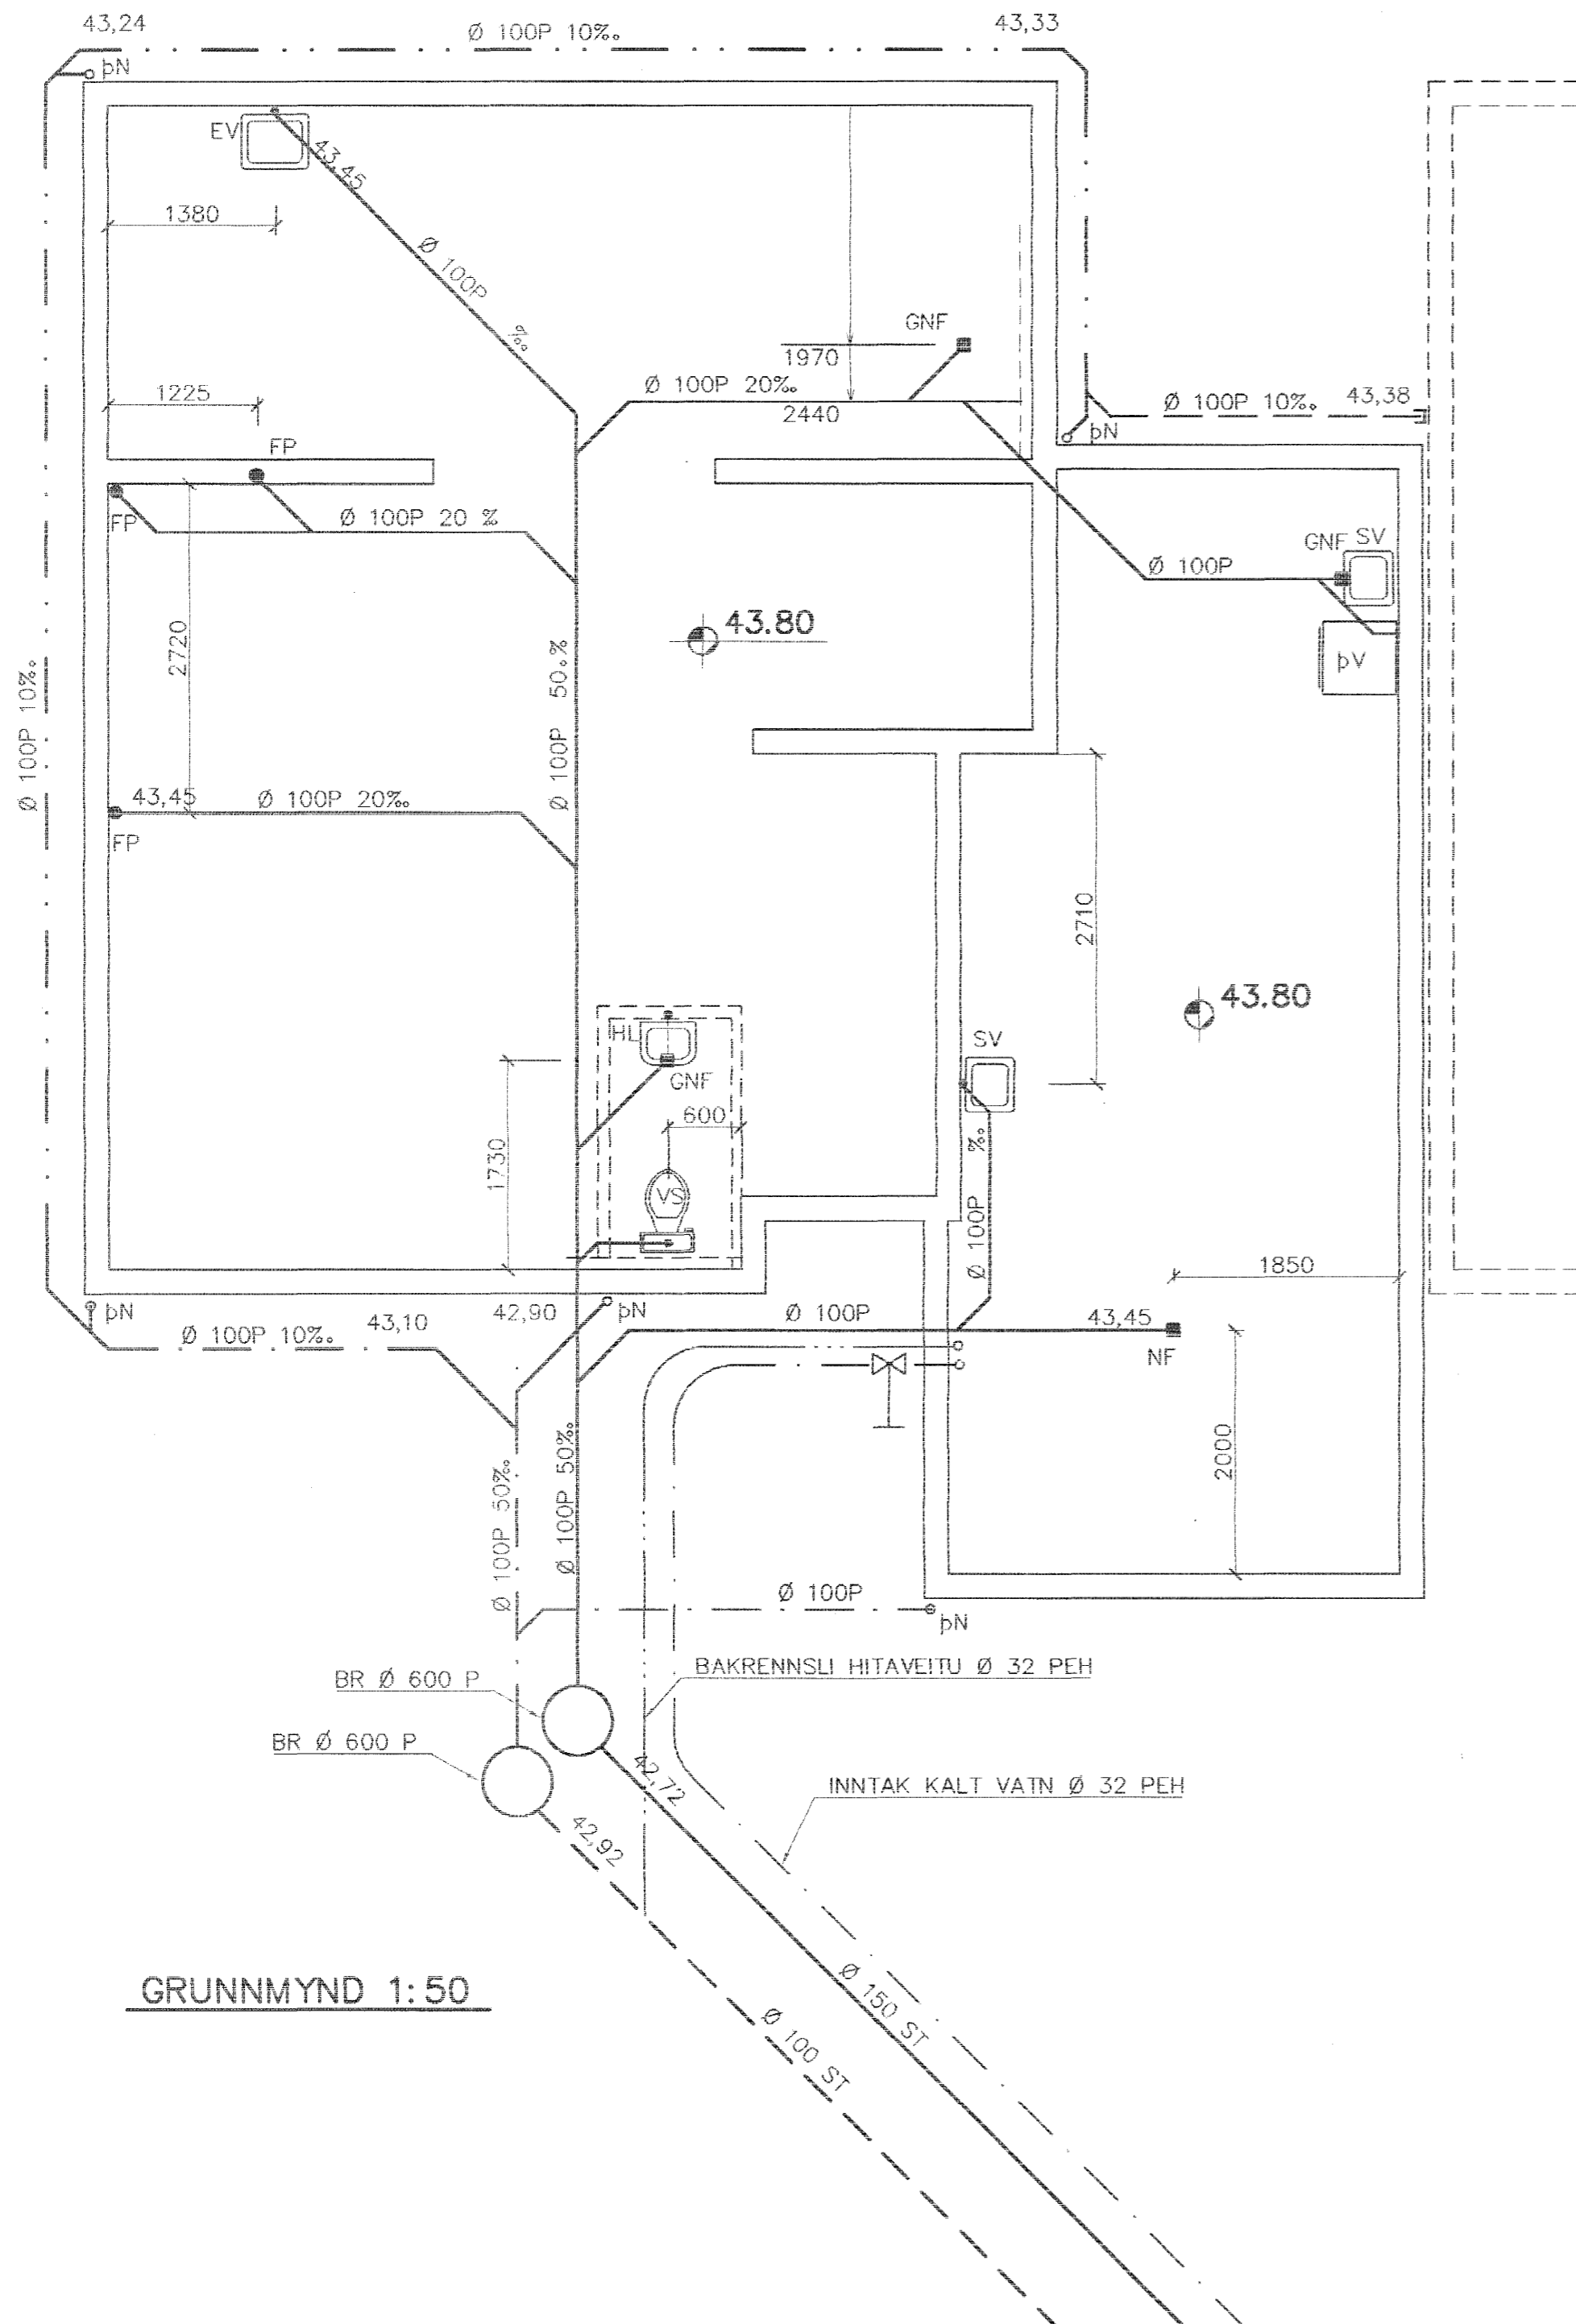 43,24
Ø 100P 10‰
43,33
þN
EV
43,45
1380
Ø 100P ‰
GNF
1970
1225
Ø 100P 20‰
2440
Ø 100P 10‰
43,38
þN
FP
FP
Ø 100P 20 %
GNF
SV
Ø 100P
43.80
2720
þV
Ø 100P 10‰
Ø 100P 50.%
43,45
Ø 100P 20‰
FP
2710
43.80
HL
GNF
SV
600
1730
VS
Ø 100P ‰
1850
þN
42,90
þN
Ø 100P
43,45
Ø 100P 10‰
43,10
NF
2000
Ø 100P 50‰
Ø 100P 50‰
Ø 100P
þN
BAKRENNSLI HITAVEITU Ø 32 PEH
BR Ø 600 P
BR Ø 600 P
42,72
INNTAK KALT VATN Ø 32 PEH
42,92
GRUNNMYND 1:50
Ø 150 ST
Ø 100 ST